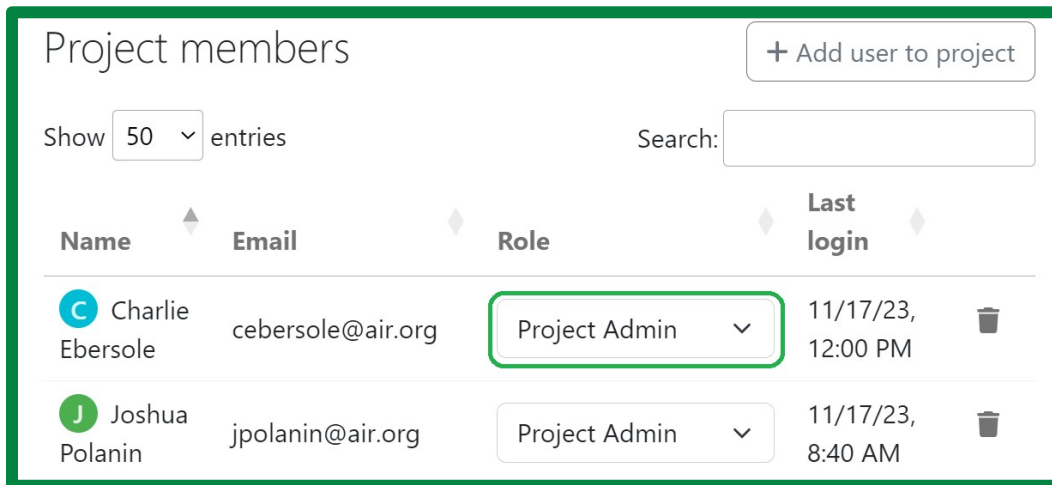 Project members
+ Add user to project
Show 50 entries
Search:
Name Email Role Last login
C Charlie Ebersole cebersole@air.org Project Admin 11/17/23, 12:00 PM
J Joshua Polanin jpolanin@air.org Project Admin 11/17/23, 8:40 AM